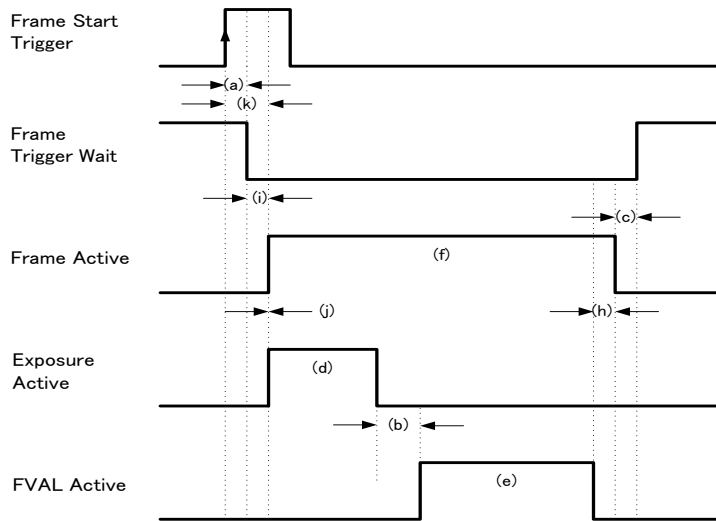 Frame Start
Trigger
(a)
(k)
Frame
Trigger Wait
(i)
(c)
Frame Active
(f)
(j)
(h)
Exposure
Active
(d)
(b)
FVAL Active
(e)